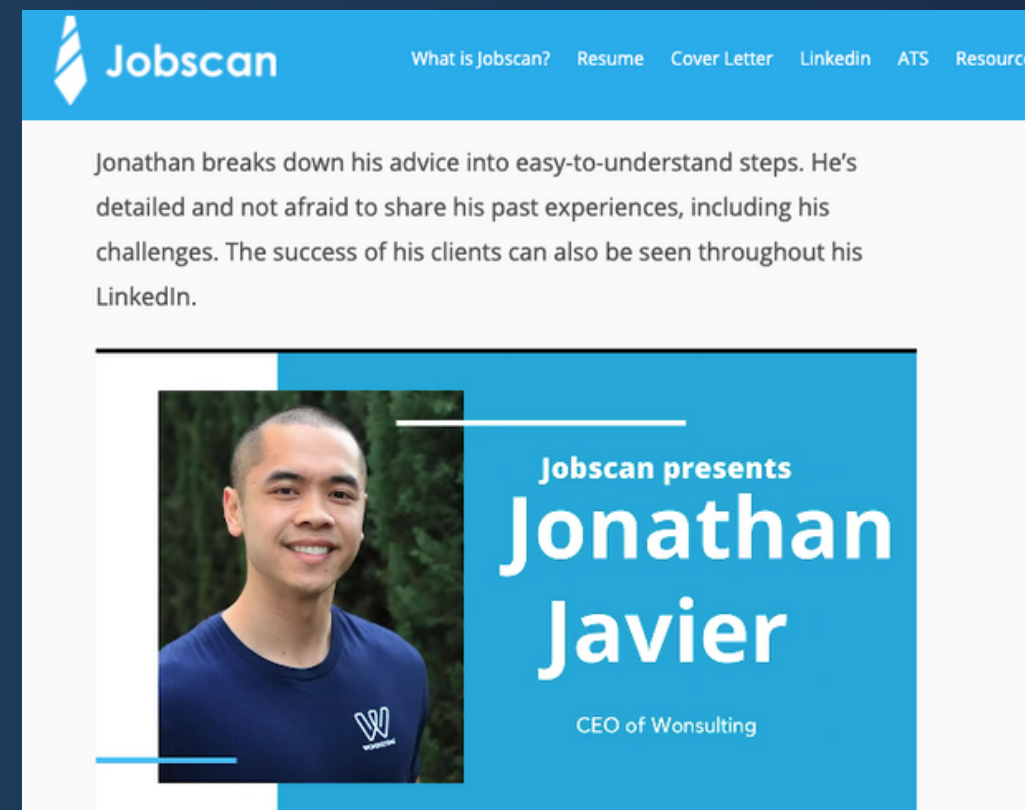 Jobscan
What is Jobscan? Resume Cover Letter Linkedin ATS
Jonathan breaks down his advice into easy-to-understand steps. He’s
detailed and not afraid to share his past experiences, including his
challenges. The success of his clients can also be seen throughout his
LinkedIn.
Jobscan presents
Jonathan
Javier
CEO of Wonsulting
W
WONSULTING